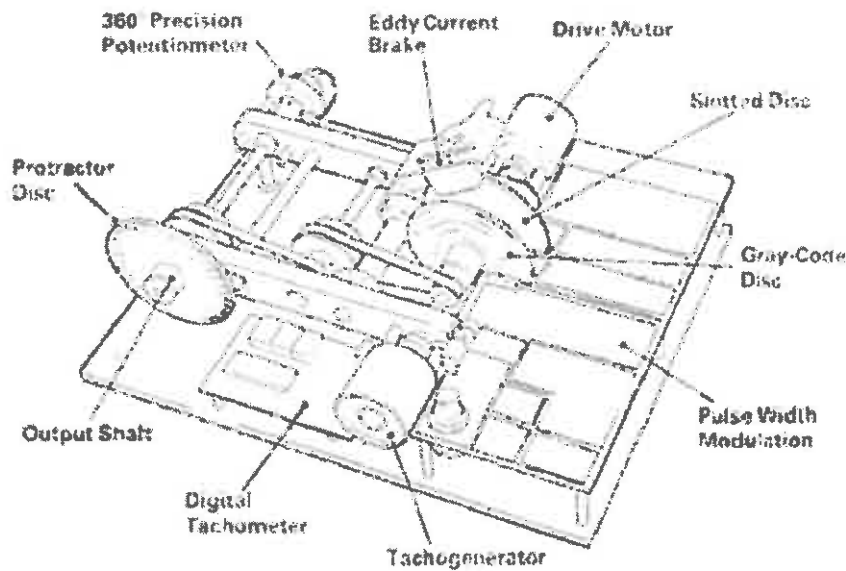 360° Precision
Potentiometer
Eddy Current
Brake
Drive Motor
Slotted Disc
Protractor
Disc
Gray-Code
Disc
Output Shaft
Pulse Width
Modulation
Digital
Tachometer
Tachogenerator